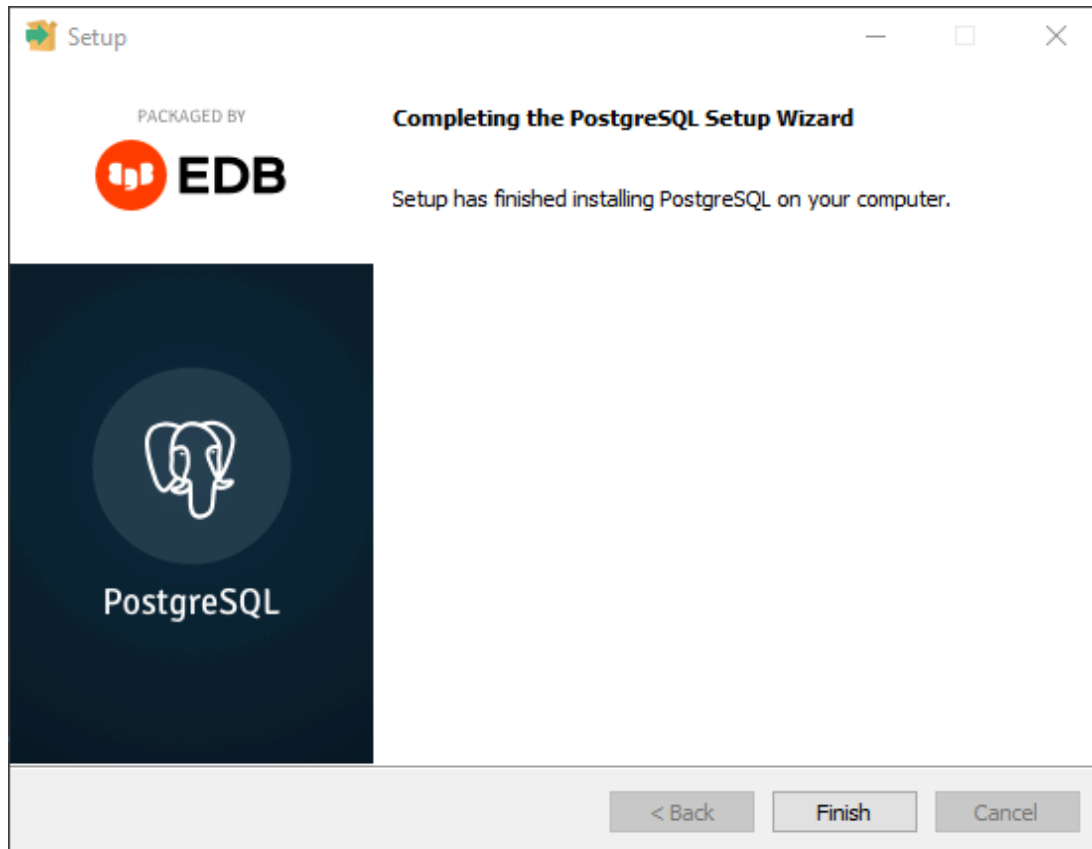 Setup
PACKAGED BY
EDB
Completing the PostgreSQL Setup Wizard
Setup has finished installing PostgreSQL on your computer.
PostgreSQL
< Back
Finish
Cancel